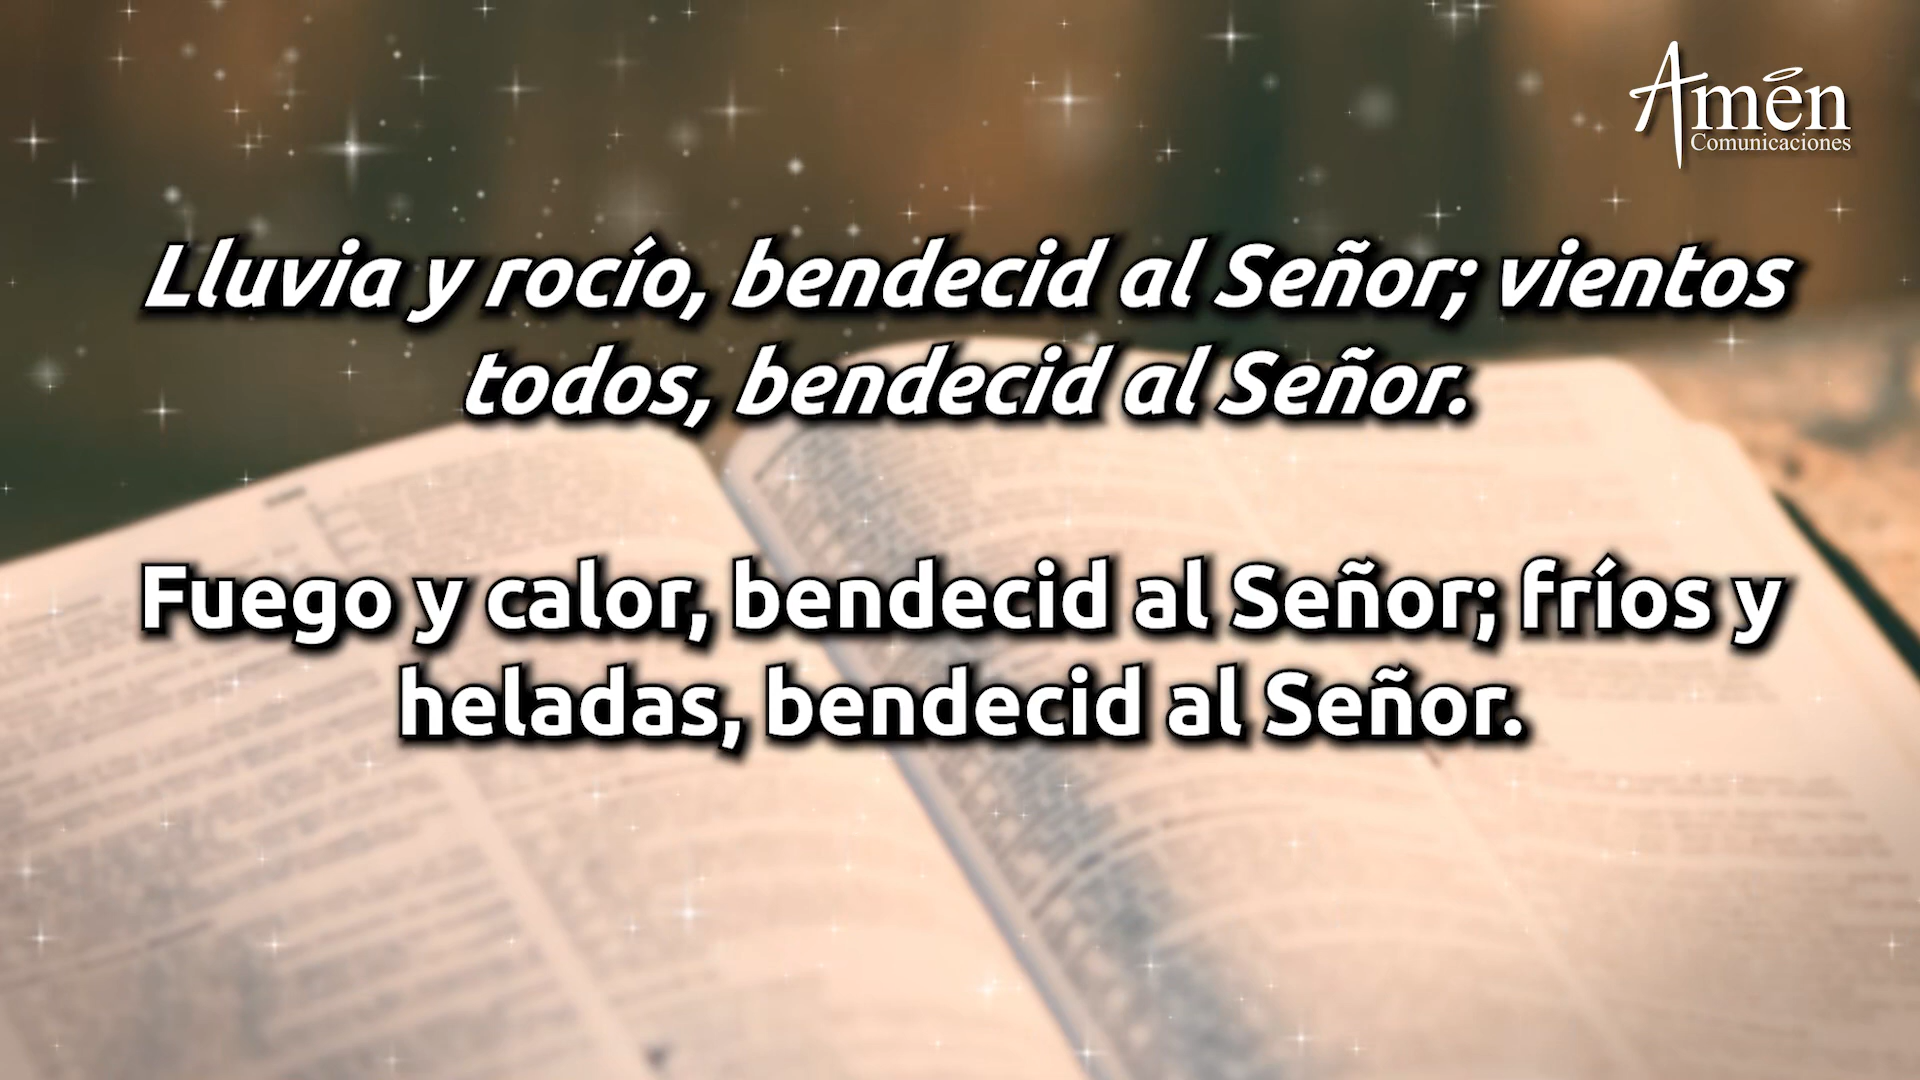 Amén
Comunicaciones
Lluvia y rocío, bendecid al Señor; vientos
todos, bendecid al Señor.
Fuego y calor, bendecid al Señor; fríos y
heladas, bendecid al Señor.